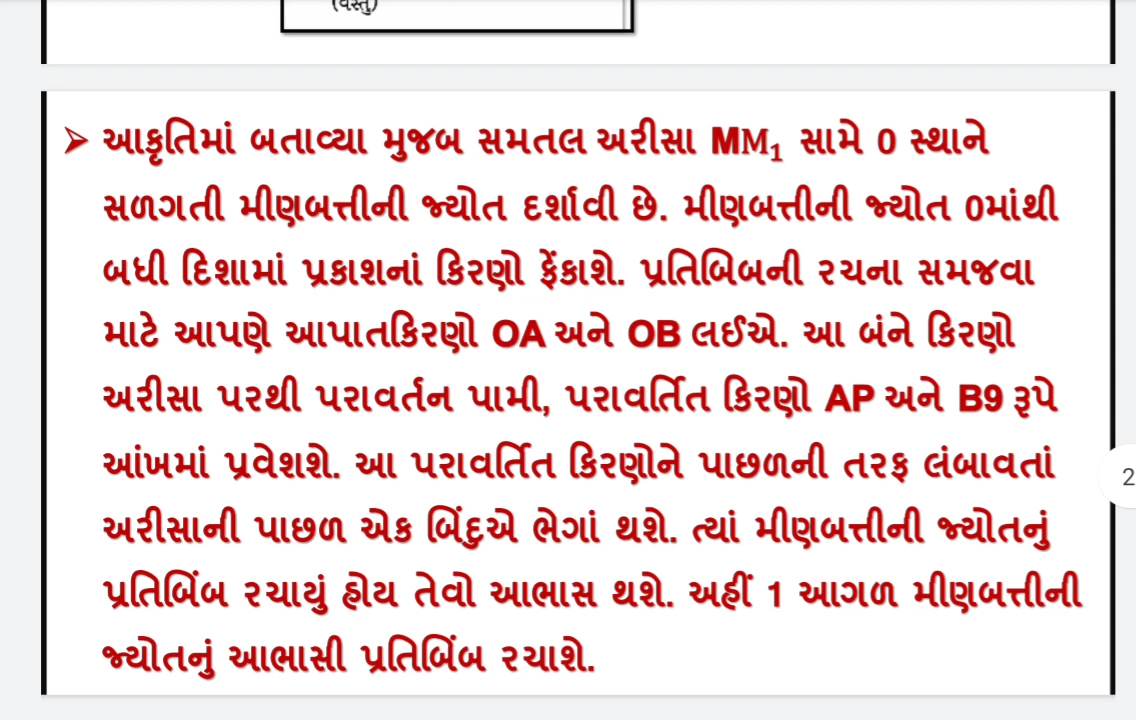 (વસ્તુ)
➢ આકૃતિમાં બતાવ્યા મુજબ સમતલ અરીસા MM₁ સામે 0 સ્થાને
સળગતી મીણબત્તીની જ્યોત દર્શાવી છે. મીણબત્તીની જ્યોત 0માંથી
બધી દિશામાં પ્રકાશનાં કિરણો ફેંકાશે. પ્રતિબિબની રચના સમજવા
માટે આપણે આપાતકિરણો OA અને OB લઈએ. આ બંને કિરણો
અરીસા પરથી પરાવર્તન પામી, પરાવર્તિત કિરણો AP અને B9 રૂપે
આંખમાં પ્રવેશશે. આ પરાવર્તિત કિરણોને પાછળની તરફ લંબાવતાં
અરીસાની પાછળ એક બિંદુએ ભેગાં થશે. ત્યાં મીણબત્તીની જ્યોતનું
પ્રતિબિંબ રચાયું હોય તેવો આભાસ થશે. અહીં 1 આગળ મીણબત્તીની
જ્યોતનું આભાસી પ્રતિબિંબ રચાશે.
2